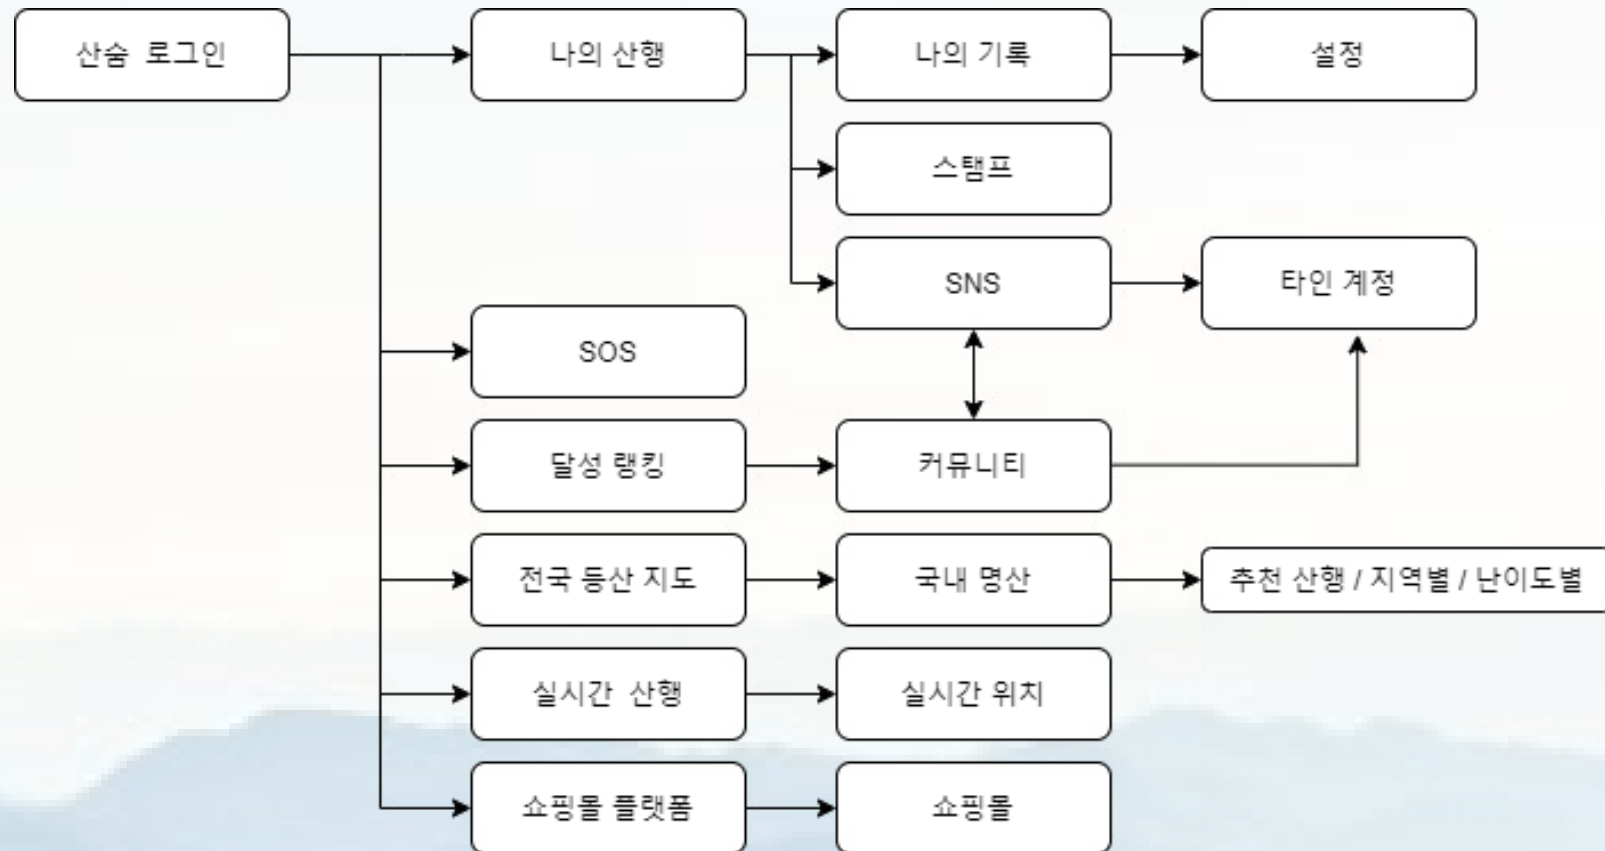 산숨 로그인
나의 산행
나의 기록
설정
스탬프
SNS
타인 계정
SOS
달성 랭킹
커뮤니티
전국 등산 지도
국내 명산
추천 산행 / 지역별 / 난이도별
실시간 산행
실시간 위치
쇼핑몰 플랫폼
쇼핑몰